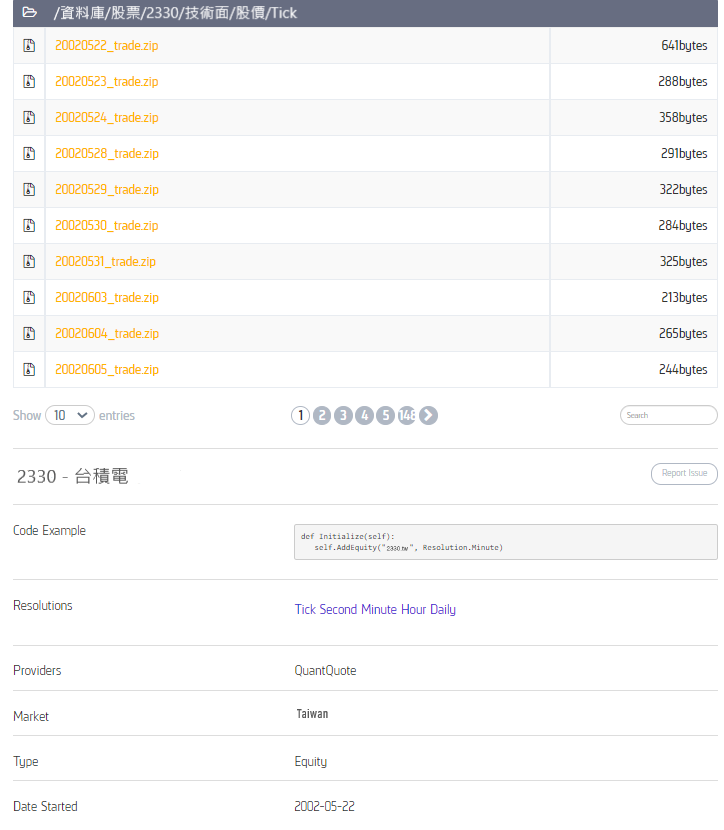 /資料庫/股票/2330/技術面/股價/Tick
20020522_trade.zip 641bytes
20020523_trade.zip 288bytes
20020524_trade.zip 358bytes
20020528_trade.zip 291bytes
20020529_trade.zip 322bytes
20020530_trade.zip 284bytes
20020531_trade.zip 325bytes
20020603_trade.zip 213bytes
20020604_trade.zip 265bytes
20020605_trade.zip 244bytes
Show 10 entries 1 2 3 4 5 148 Search
2330 - 台積電 Report Issue
Code Example
def Initialize(self):
self.AddEquity("2330.tw", Resolution.Minute)
Resolutions Tick Second Minute Hour Daily
Providers QuantQuote
Market Taiwan
Type Equity
Date Started 2002-05-22